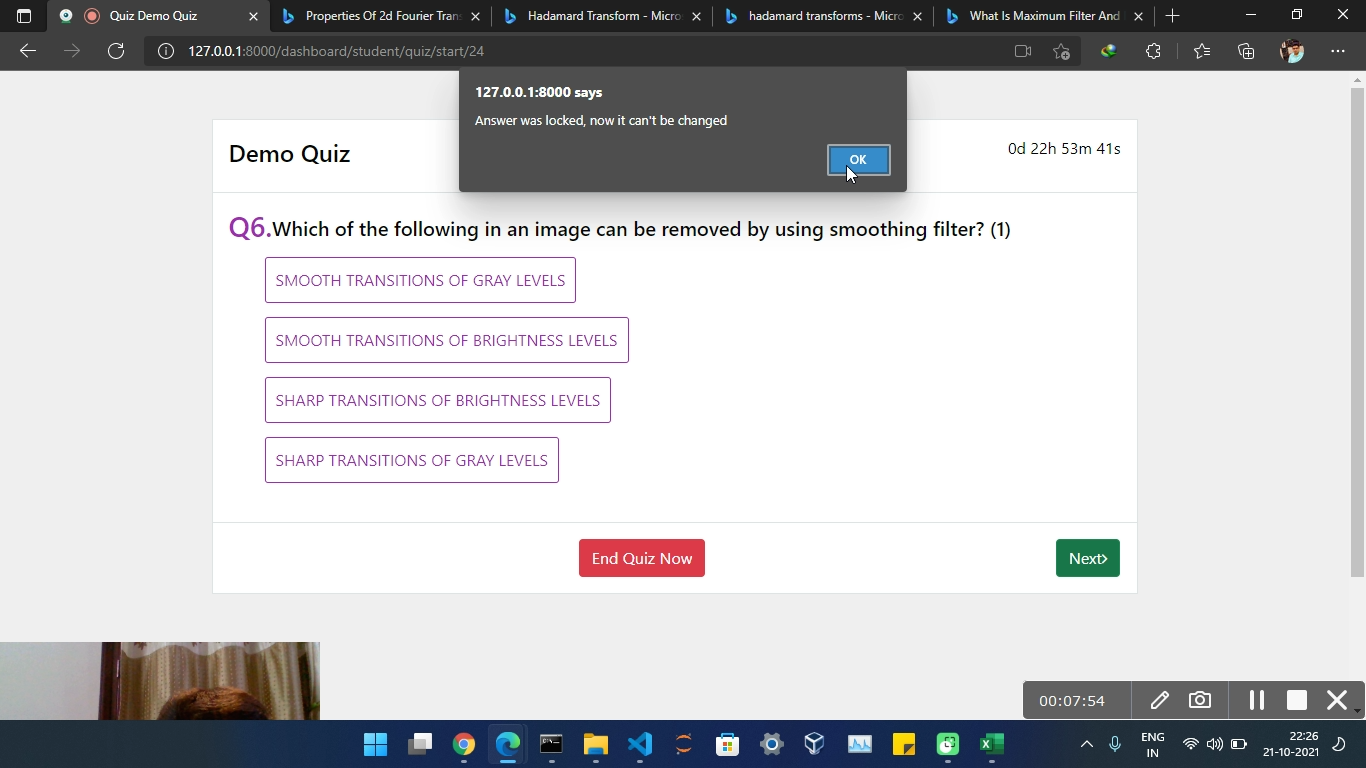 Quiz Demo Quiz
Properties Of 2d Fourier Tran
Hadamard Transform - Micro
hadamard transforms - Micro
What Is Maximum Filter And
127.0.0.1:8000/dashboard/student/quiz/start/24
127.0.0.1:8000 says
Answer was locked, now it can't be changed
OK
Demo Quiz
0d 22h 53m 41s
Q6.Which of the following in an image can be removed by using smoothing filter? (1)
SMOOTH TRANSITIONS OF GRAY LEVELS
SMOOTH TRANSITIONS OF BRIGHTNESS LEVELS
SHARP TRANSITIONS OF BRIGHTNESS LEVELS
SHARP TRANSITIONS OF GRAY LEVELS
End Quiz Now
Next>
00:07:54
ENG
IN
22:26
21-10-2021